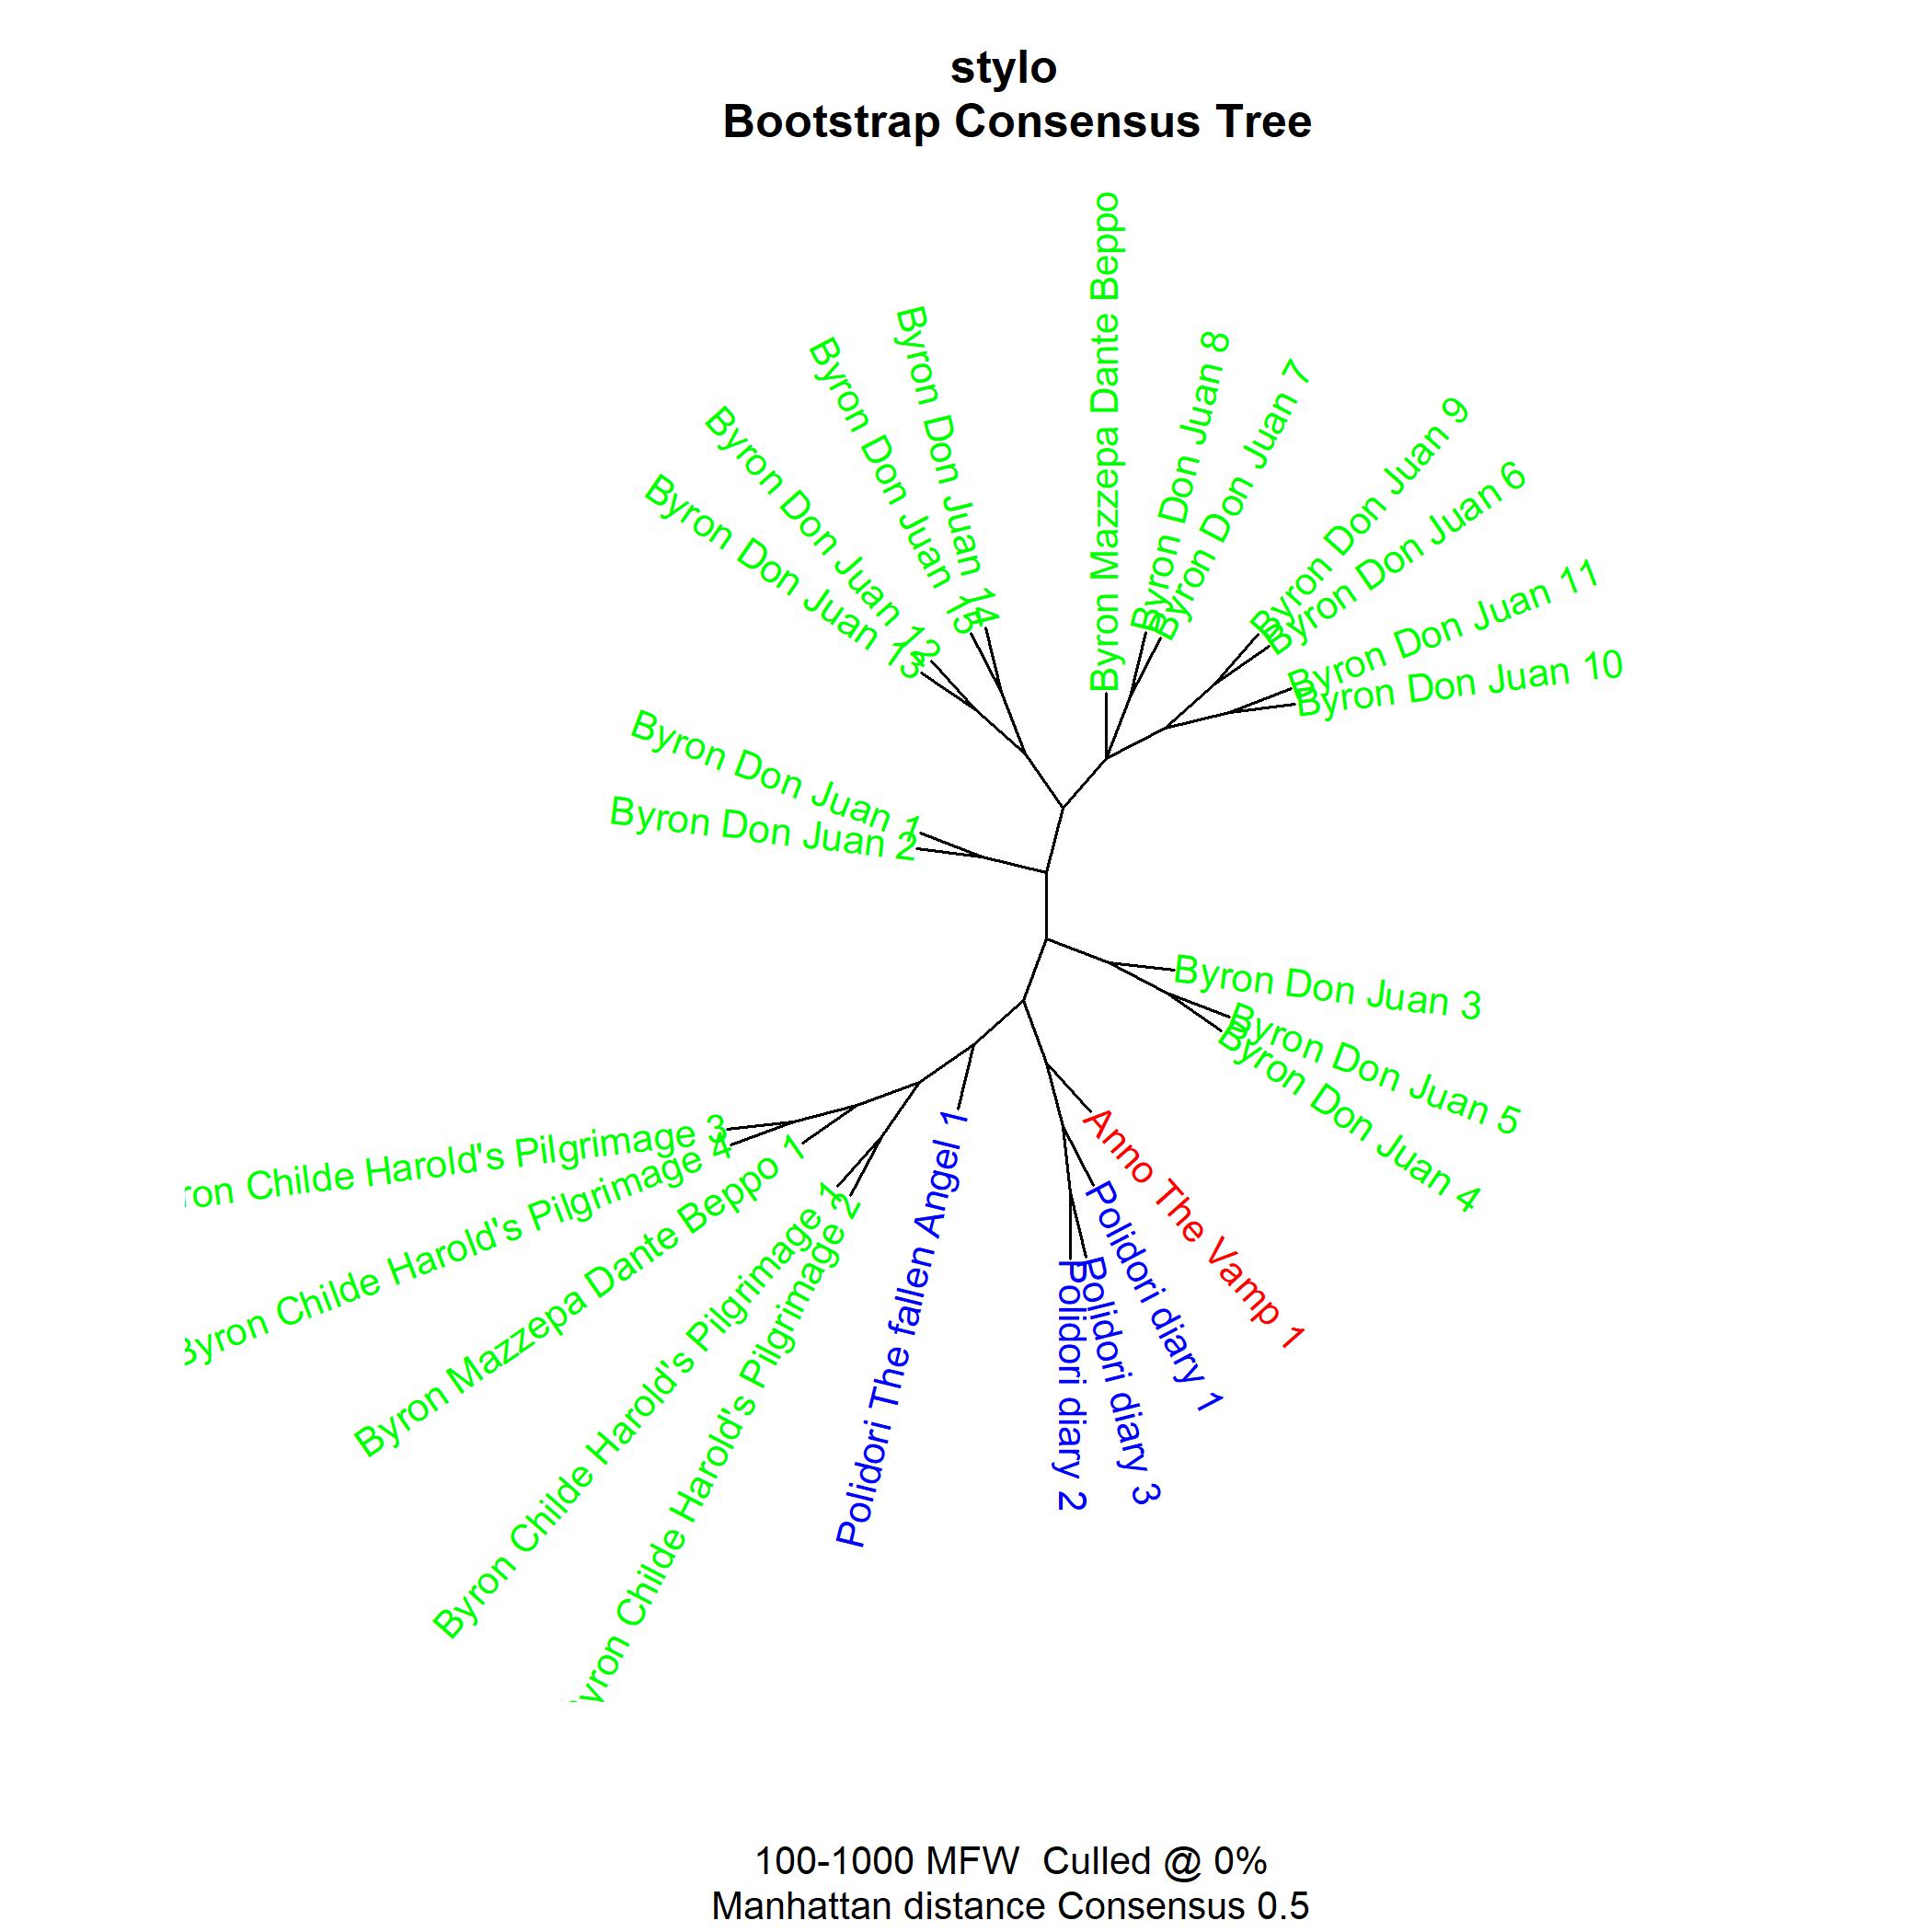 stylo
Bootstrap Consensus Tree
Byron Mazzepa Dante Beppo
Byron Don Juan 8
Byron Don Juan 7
Byron Don Juan 9
Byron Don Juan 6
Byron Don Juan 11
Byron Don Juan 10
Byron Don Juan 14
Byron Don Juan 15
Byron Don Juan 12
Byron Don Juan 13
Byron Don Juan 1
Byron Don Juan 2
Byron Don Juan 3
Byron Don Juan 5
Byron Don Juan 4
Anno The Vamp 1
Polidori diary 1
Polidori diary 3
Polidori diary 2
Polidori The fallen Angel 1
yron Childe Harold's Pilgrimage 2
Byron Childe Harold's Pilgrimage 1
Byron Mazzepa Dante Beppo 1
Byron Childe Harold's Pilgrimage 4
ron Childe Harold's Pilgrimage 3
100-1000 MFW Culled @ 0%
Manhattan distance Consensus 0.5